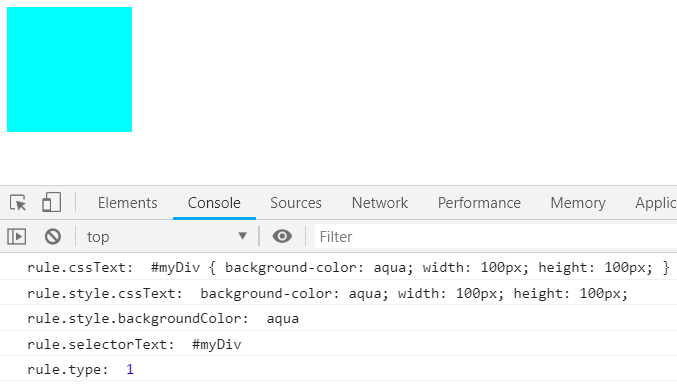 Elements Console Sources Network Performance Memory Applic
top Filter
rule.cssText:  #myDiv { background-color: aqua; width: 100px; height: 100px; }
rule.style.cssText:  background-color: aqua; width: 100px; height: 100px;
rule.style.backgroundColor:  aqua
rule.selectorText:  #myDiv
rule.type:  1